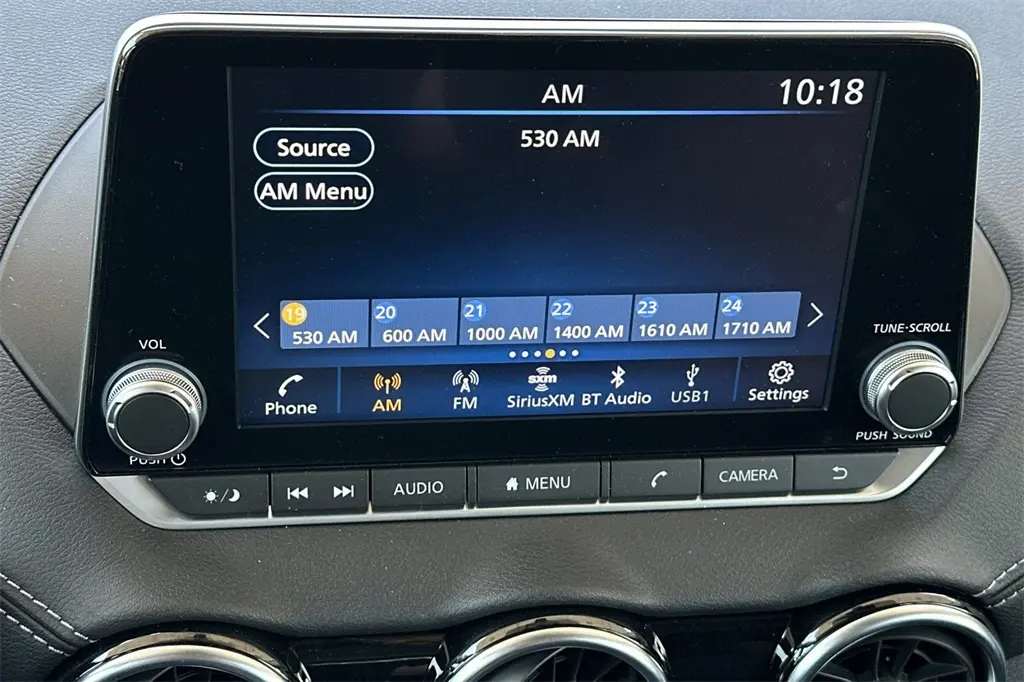 AM
10:18
530 AM
Source
AM Menu
19 20 21 22 23 24
530 AM 600 AM 1000 AM 1400 AM 1610 AM 1710 AM
VOL
TUNE·SCROLL
Phone AM FM SiriusXM BT Audio USB1 Settings
sxm
PUSH
PUSH SOUND
AUDIO MENU CAMERA